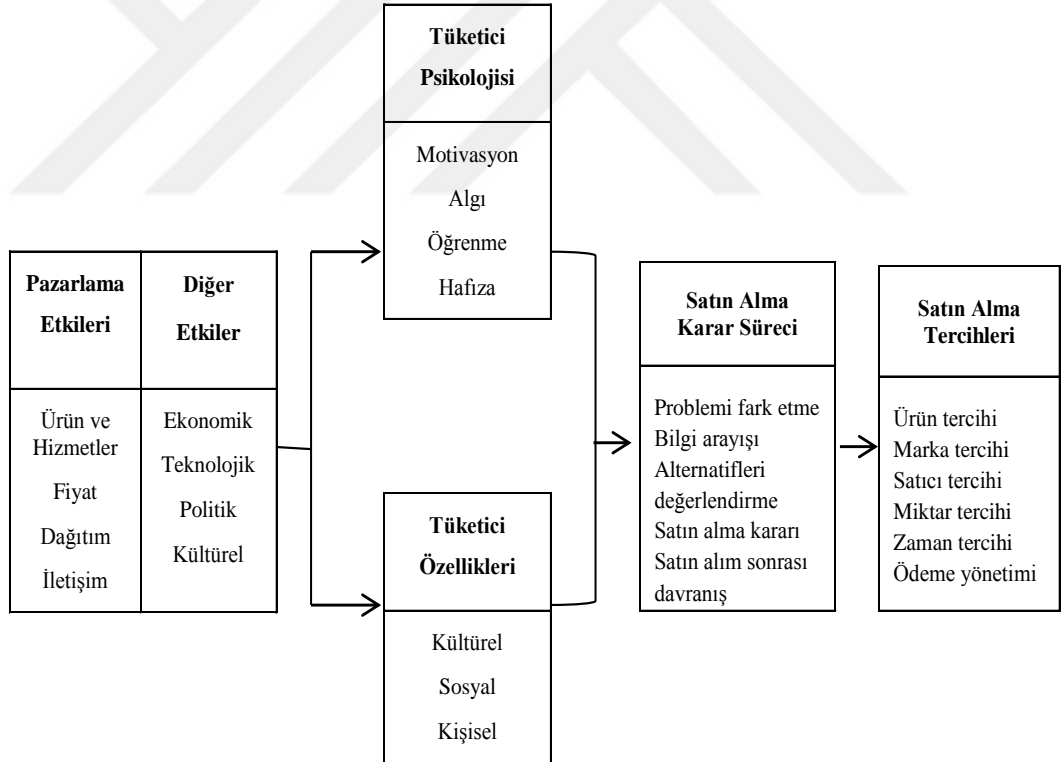 Tüketici
Psikolojisi
Motivasyon
Algı
Öğrenme
Hafıza
Pazarlama
Etkileri
Ürün ve
Hizmetler
Fiyat
Dağıtım
İletişim
Diğer
Etkiler
Ekonomik
Teknolojik
Politik
Kültürel
Tüketici
Özellikleri
Kültürel
Sosyal
Kişisel
Satın Alma
Karar Süreci
Problemi fark etme
Bilgi arayışı
Alternatifleri
değerlendirme
Satın alma kararı
Satın alım sonrası
davranış
Satın Alma
Tercihleri
Ürün tercihi
Marka tercihi
Satıcı tercihi
Miktar tercihi
Zaman tercihi
Ödeme yönetimi